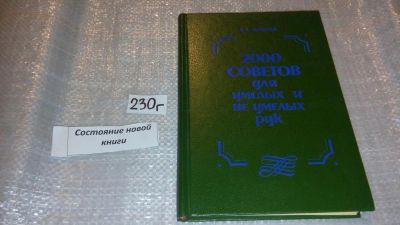 230г
Состояние новой
книги
2000
СОВЕТОВ
для
умелых и
не умелых
рук